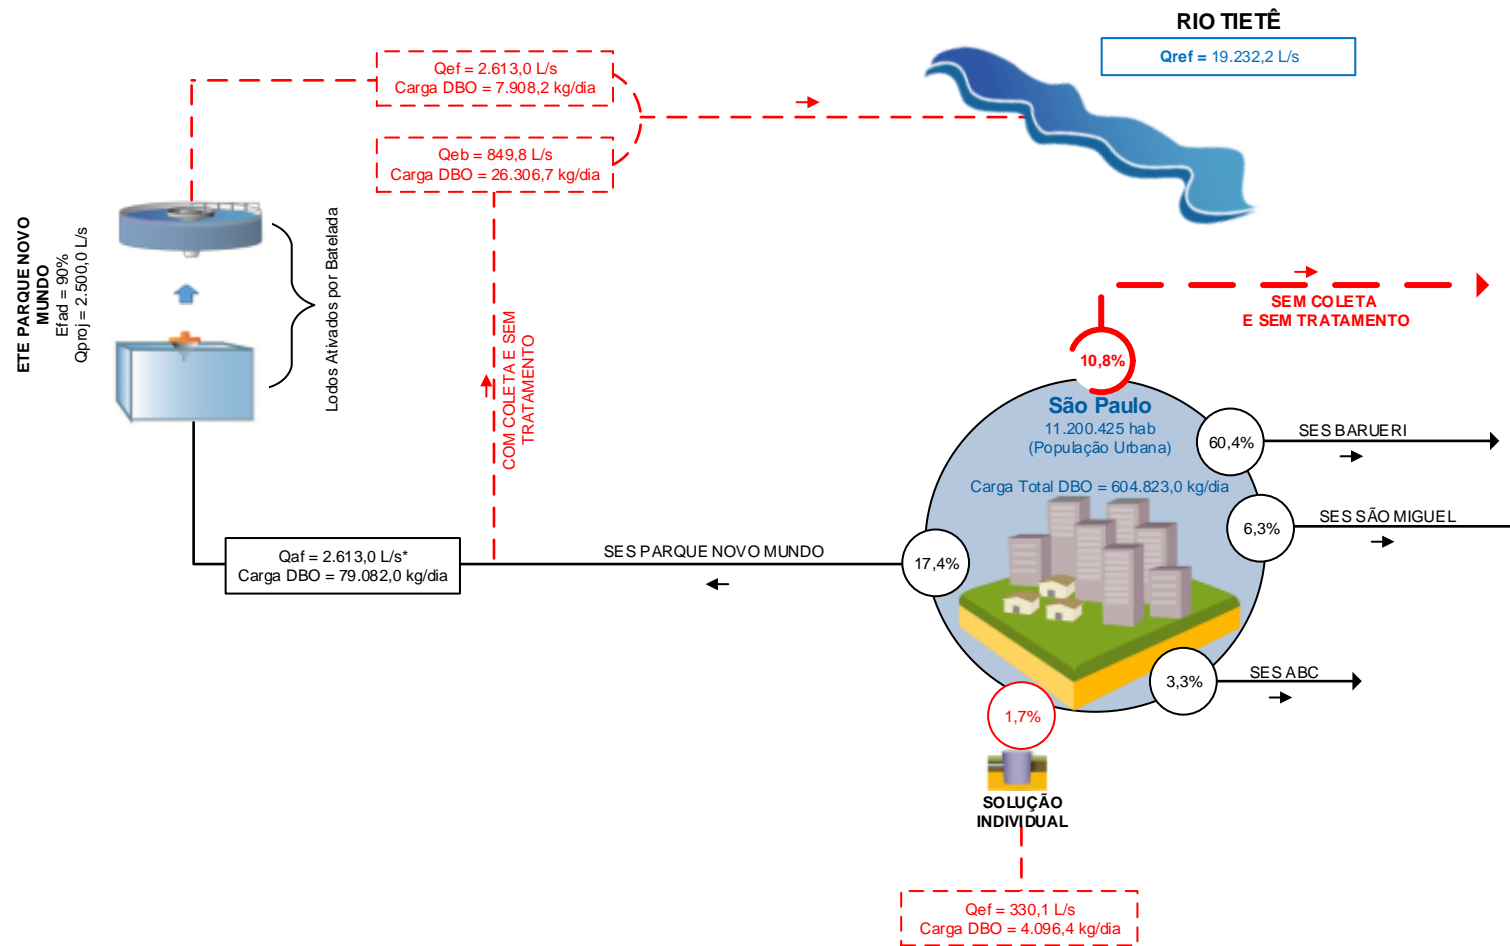 RIO TIETÊ
Qref = 19.232,2 L/s
Qef = 2.613,0 L/s
Carga DBO = 7.908,2 kg/dia
Qeb = 849,8 L/s
Carga DBO = 26.306,7 kg/dia
ETE PARQUE NOVO
MUNDO
Efad = 90%
Qproj = 2.500,0 L/s
Lodos Ativados por Batelada
COM COLETA E SEM
TRATAMENTO
SEM COLETA
E SEM TRATAMENTO
10,8%
São Paulo
11.200.425 hab
(População Urbana)
Carga Total DBO = 604.823,0 kg/dia
60,4%
SES BARUERI
6,3%
SES SÃO MIGUEL
Qaf = 2.613,0 L/s*
Carga DBO = 79.082,0 kg/dia
SES PARQUE NOVO MUNDO
17,4%
3,3%
SES ABC
1,7%
SOLUÇÃO
INDIVIDUAL
Qef = 330,1 L/s
Carga DBO = 4.096,4 kg/dia